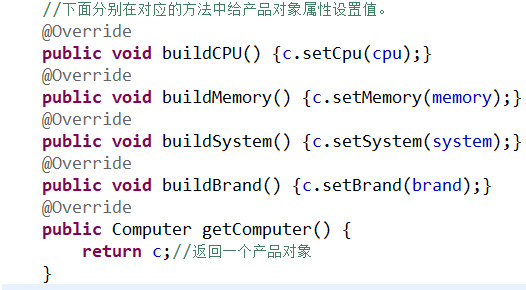 //下面分别在对应的方法中给产品对象属性设置值。
@Override
public void buildCPU() {c.setCpu(cpu);}
@Override
public void buildMemory() {c.setMemory(memory);}
@Override
public void buildSystem() {c.setSystem(system);}
@Override
public void buildBrand() {c.setBrand(brand);}
@Override
public Computer getComputer() {
    return c;//返回一个产品对象
}